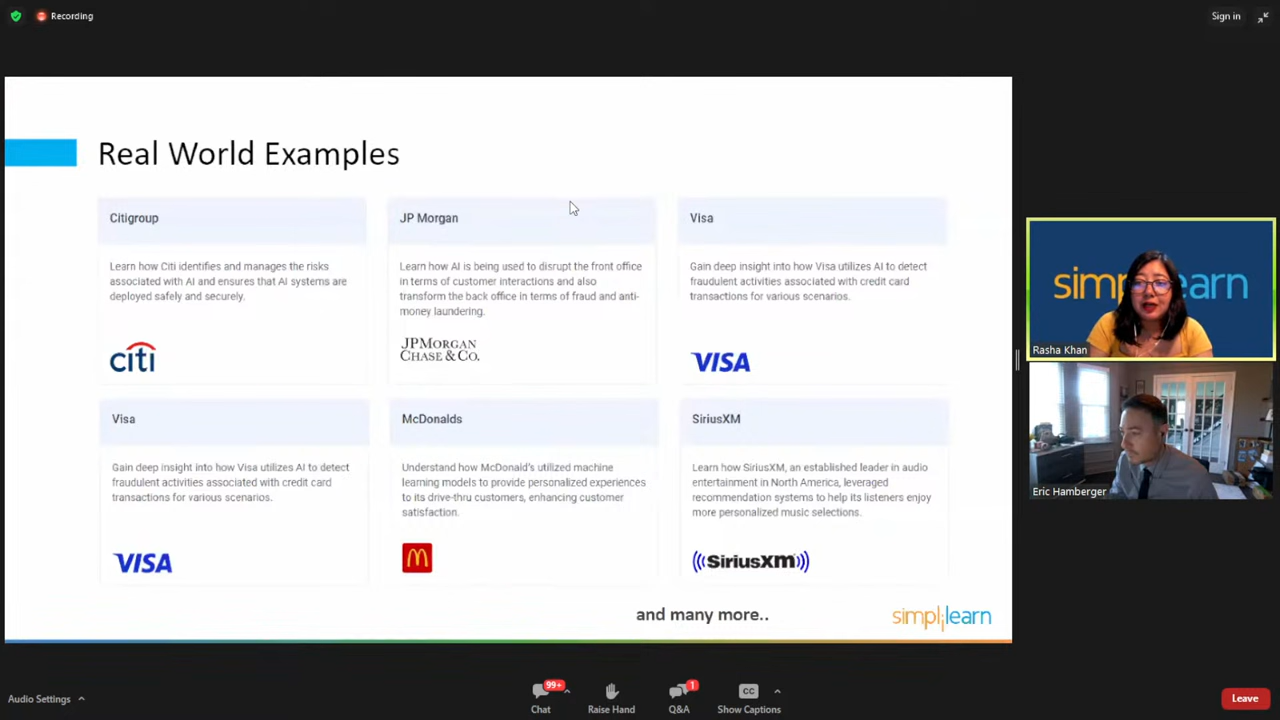 Recording
Sign in
Real World Examples
Citigroup
Learn how Citi identifies and manages the risks
associated with AI and ensures that AI systems are
deployed safely and securely.
citi
JP Morgan
Learn how AI is being used to disrupt the front office
in terms of customer interactions and also
transform the back office in terms of fraud and anti-
money laundering.
JPMORGAN
CHASE & CO.
Visa
Gain deep insight into how Visa utilizes AI to detect
fraudulent activities associated with credit card
transactions for various scenarios.
VISA
Visa
Gain deep insight into how Visa utilizes AI to detect
fraudulent activities associated with credit card
transactions for various scenarios.
VISA
McDonalds
Understand how McDonald's utilized machine
learning models to provide personalized experiences
to its drive-thru customers, enhancing customer
satisfaction.
SiriusXM
Learn how SiriusXM, an established leader in audio
entertainment in North America, leveraged
recommendation systems to help its listeners enjoy
more personalized music selections.
((SiriusXM))
and many more..
simplilearn
Rasha Khan
Eric Hamberger
Audio Settings
99+
Chat
Raise Hand
1
Q&A
CC
Show Captions
Leave